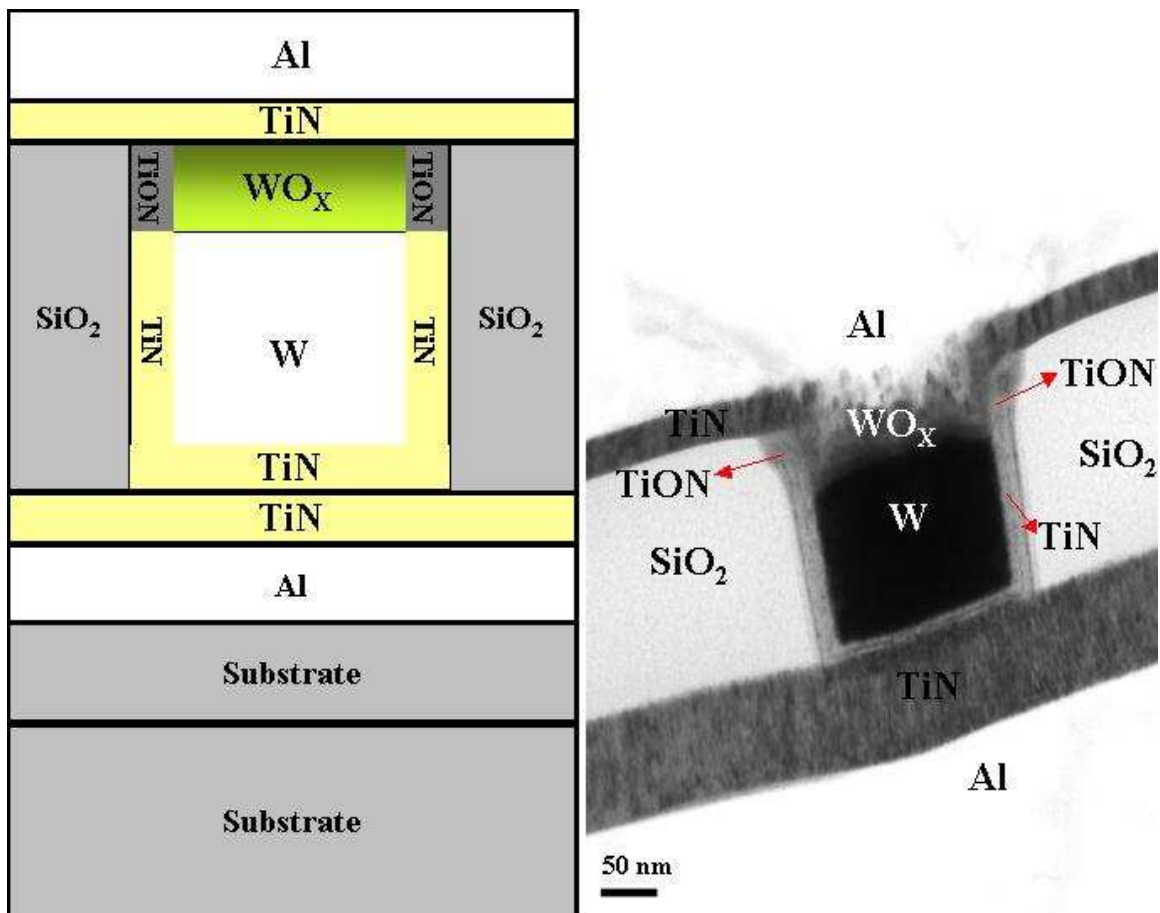 Al
TiN
TiON
WOₓ
TiON
SiO₂
TiN
W
TiN
SiO₂
TiN
TiN
Al
Substrate
Substrate
Al
TiON
TiN
WOₓ
TiON
SiO₂
W
SiO₂
TiN
TiN
Al
50 nm